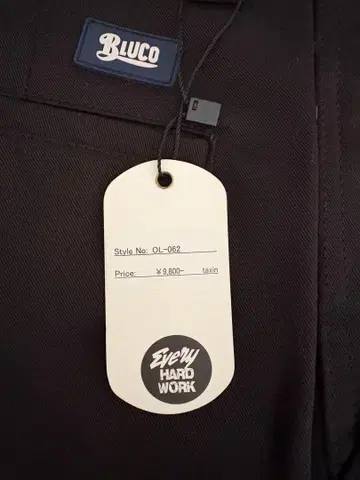 BLUCO
Style No: OL-062
Price: ¥9,800- taxin
Every
HARD
WORK